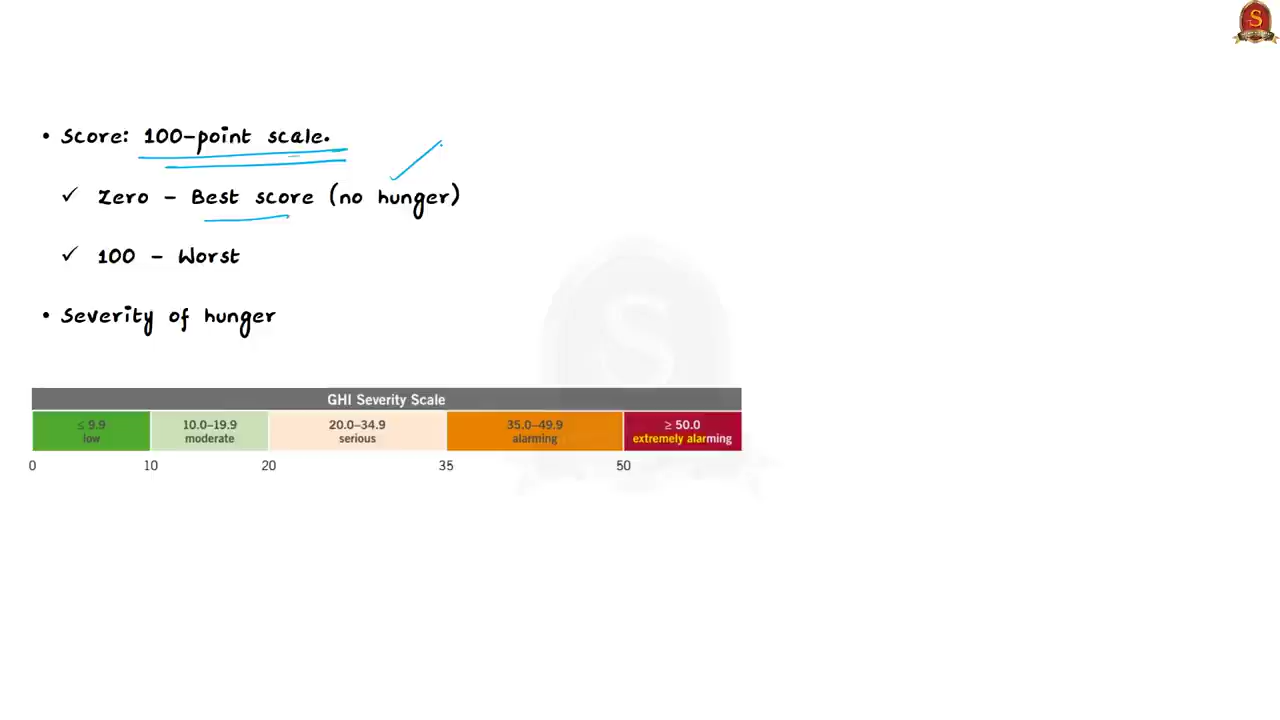 S
• Score: 100-point scale.
✓ Zero - Best score (no hunger)
✓ 100 - Worst
• Severity of hunger
S
GHI Severity Scale
≤ 9.9 10.0–19.9 20.0–34.9 35.0–49.9 ≥ 50.0
low moderate serious alarming extremely alarming
0 10 20 35 50